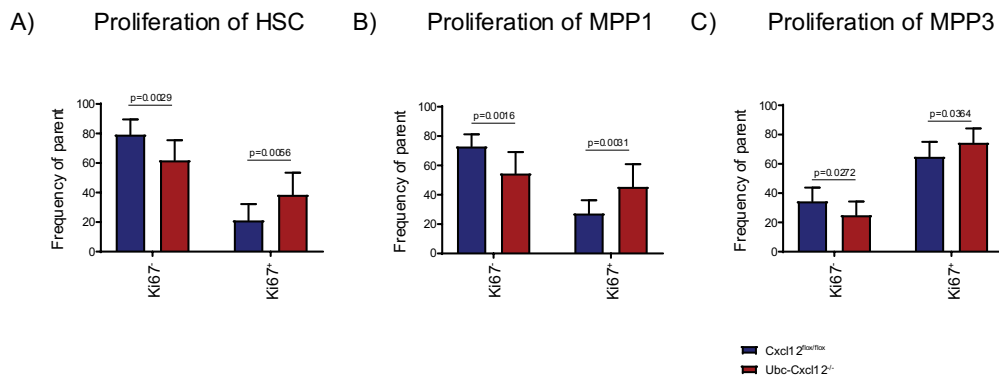 A) Proliferation of HSC
Frequency of parent
100
80
60
40
20
0
p=0.0029
p=0.0056
Ki67⁻
Ki67⁺
B) Proliferation of MPP1
Frequency of parent
100
80
60
40
20
0
p=0.0016
p=0.0031
Ki67⁻
Ki67⁺
C) Proliferation of MPP3
Frequency of parent
100
80
60
40
20
0
p=0.0272
p=0.0364
Ki67⁻
Ki67⁺
Cxcl12flox/flox
Ubc-Cxcl12⁻/⁻